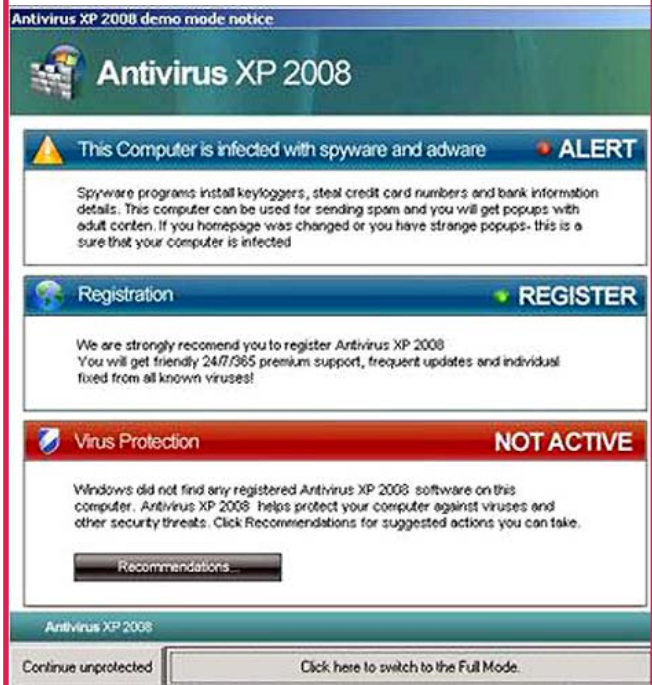 Antivirus XP 2008 demo mode notice
Antivirus XP 2008
This Computer is infected with spyware and adware
ALERT
Spyware programs install keyloggers, steal credit card numbers and bank information
details. This computer can be used for sending spam and you will get popups with
adult conten. If you homepage was changed or you have strange popups- this is a
sure that your computer is infected
Registration
REGISTER
We are strongly recomend you to register Antivirus XP 2008
You will get friendly 24/7/365 premium support, frequent updates and individual
fixed from all known viruses!
Virus Protection
NOT ACTIVE
Windows did not find any registered Antivirus XP 2008 software on this
computer. Antivirus XP 2008 helps protect your computer against viruses and
other security threats. Click Recommendations for suggested actions you can take.
Recommendations...
Antivirus XP 2008
Continue unprotected
Click here to switch to the Full Mode.